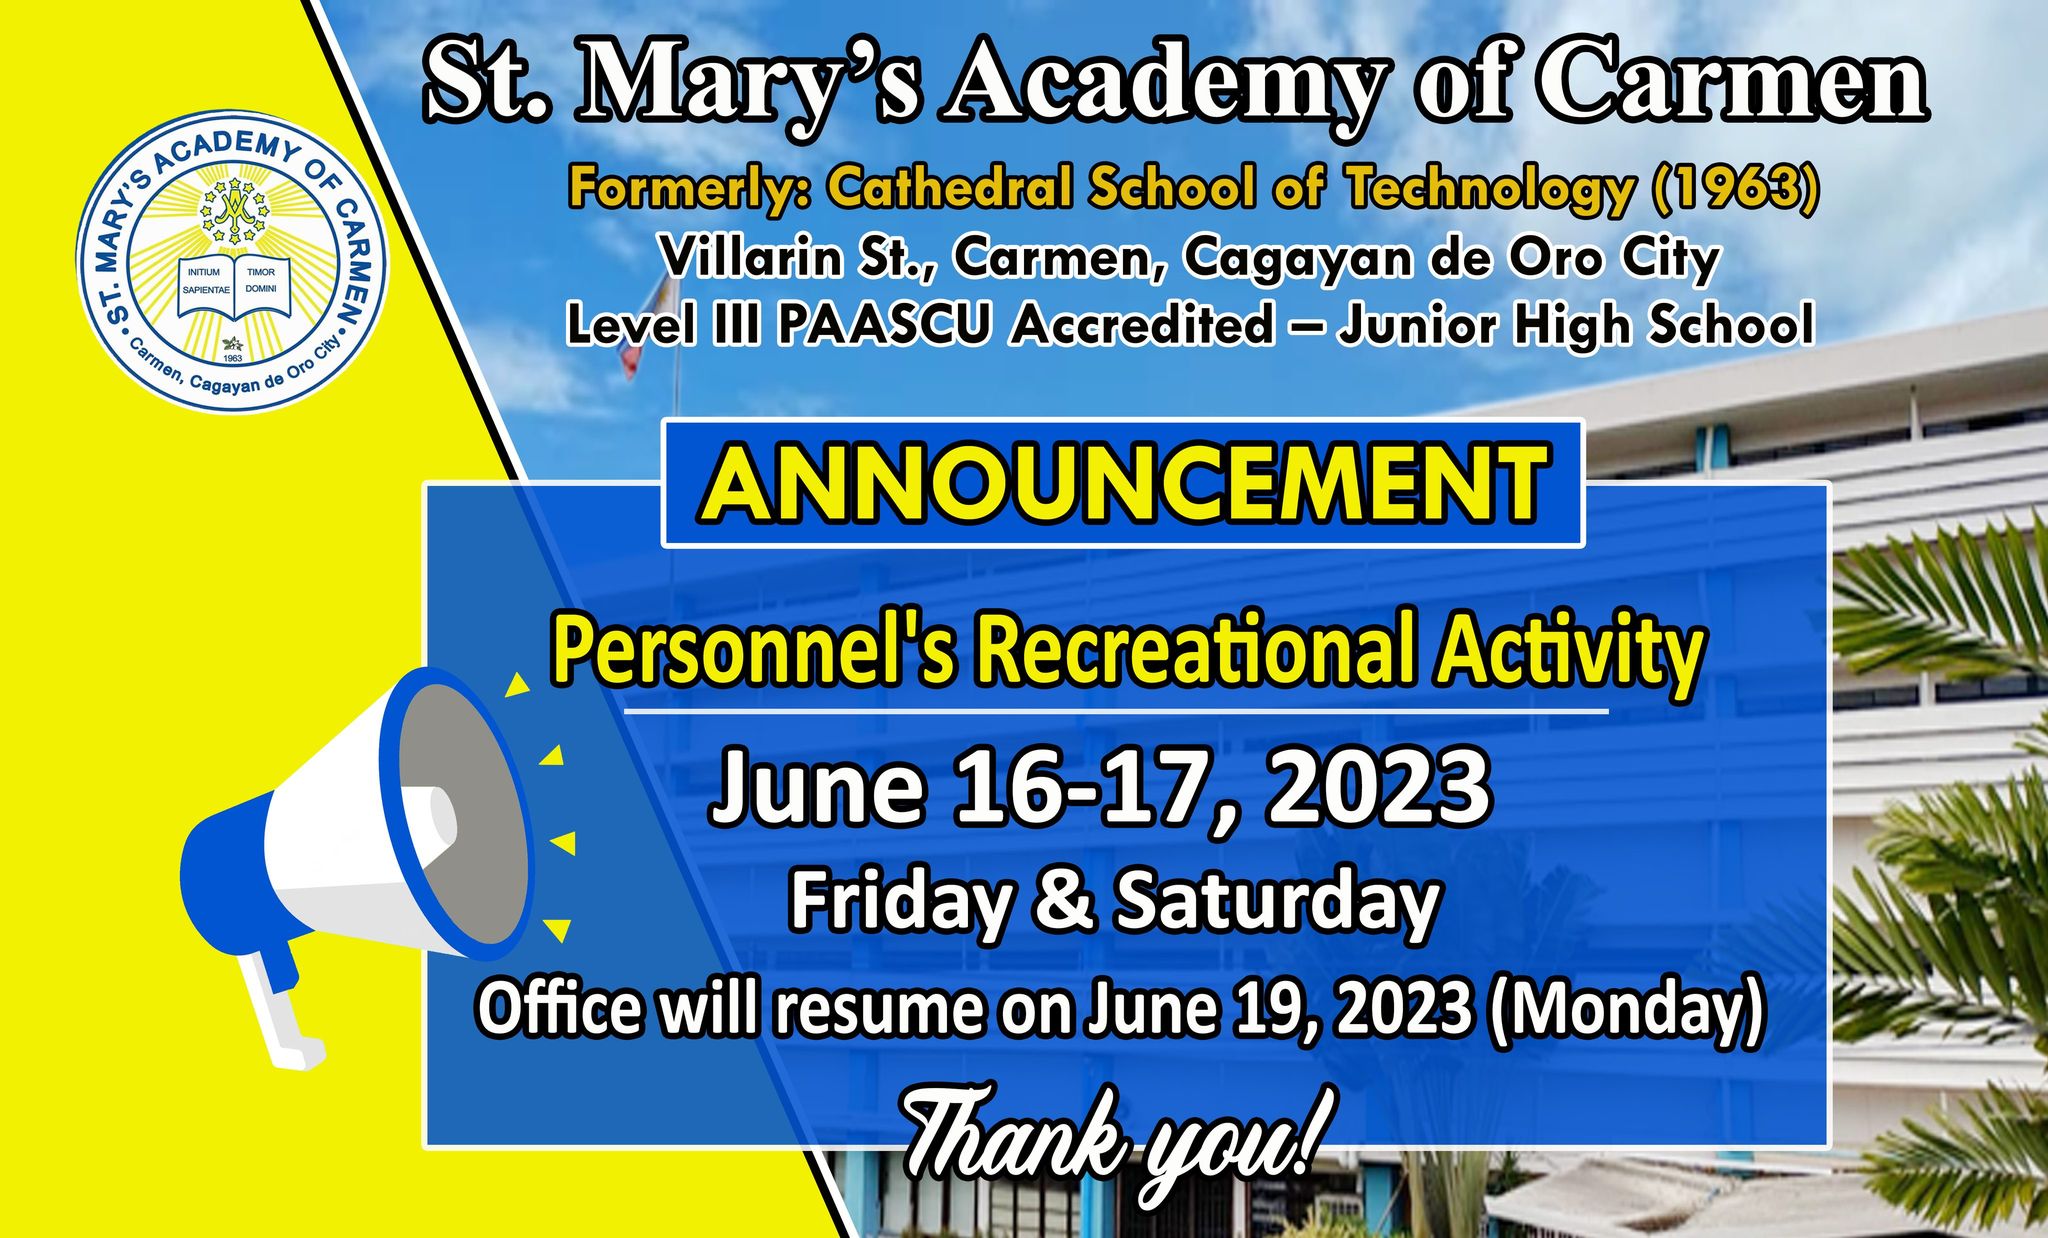 St. Mary's Academy of Carmen
Formerly: Cathedral School of Technology (1963)
Villarin St., Carmen, Cagayan de Oro City
Level III PAASCU Accredited – Junior High School
ST. MARY'S ACADEMY OF CARMEN
INITIUM SAPIENTAE
TIMOR DOMINI
1963
Carmen, Cagayan de Oro City
ANNOUNCEMENT
Personnel's Recreational Activity
June 16-17, 2023
Friday & Saturday
Office will resume on June 19, 2023 (Monday)
Thank you!